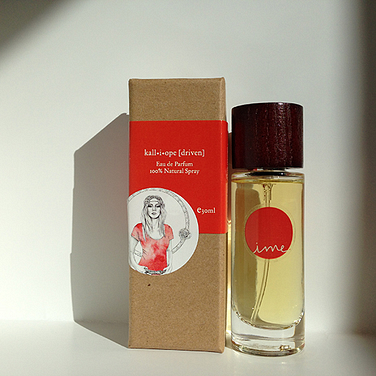 kall•i•ope [driven]
Eau de Parfum
100% Natural Spray
℮30ml
ime